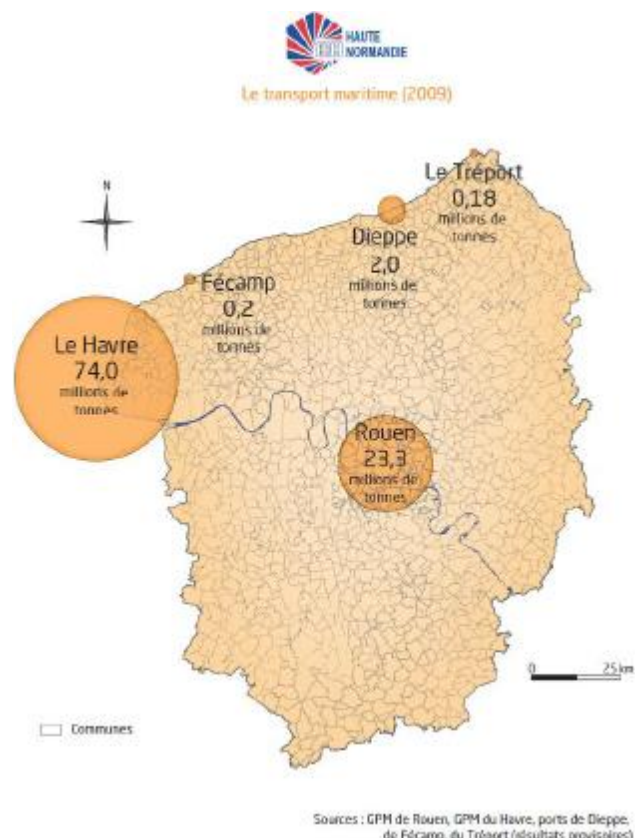 HAUTE
NORMANDIE
Le transport maritime (2009)
N
Le Tréport
0,18
millions de
tonnes
Dieppe
2,0
millions de
tonnes
Fécamp
0,2
millions de
tonnes
Le Havre
74,0
millions de
tonnes
Rouen
23,3
millions de
tonnes
0 25 km
Communes
Sources : GPM de Rouen, GPM du Havre, ports de Dieppe,
de Fécamp, du Tréport (résultats provisoires)